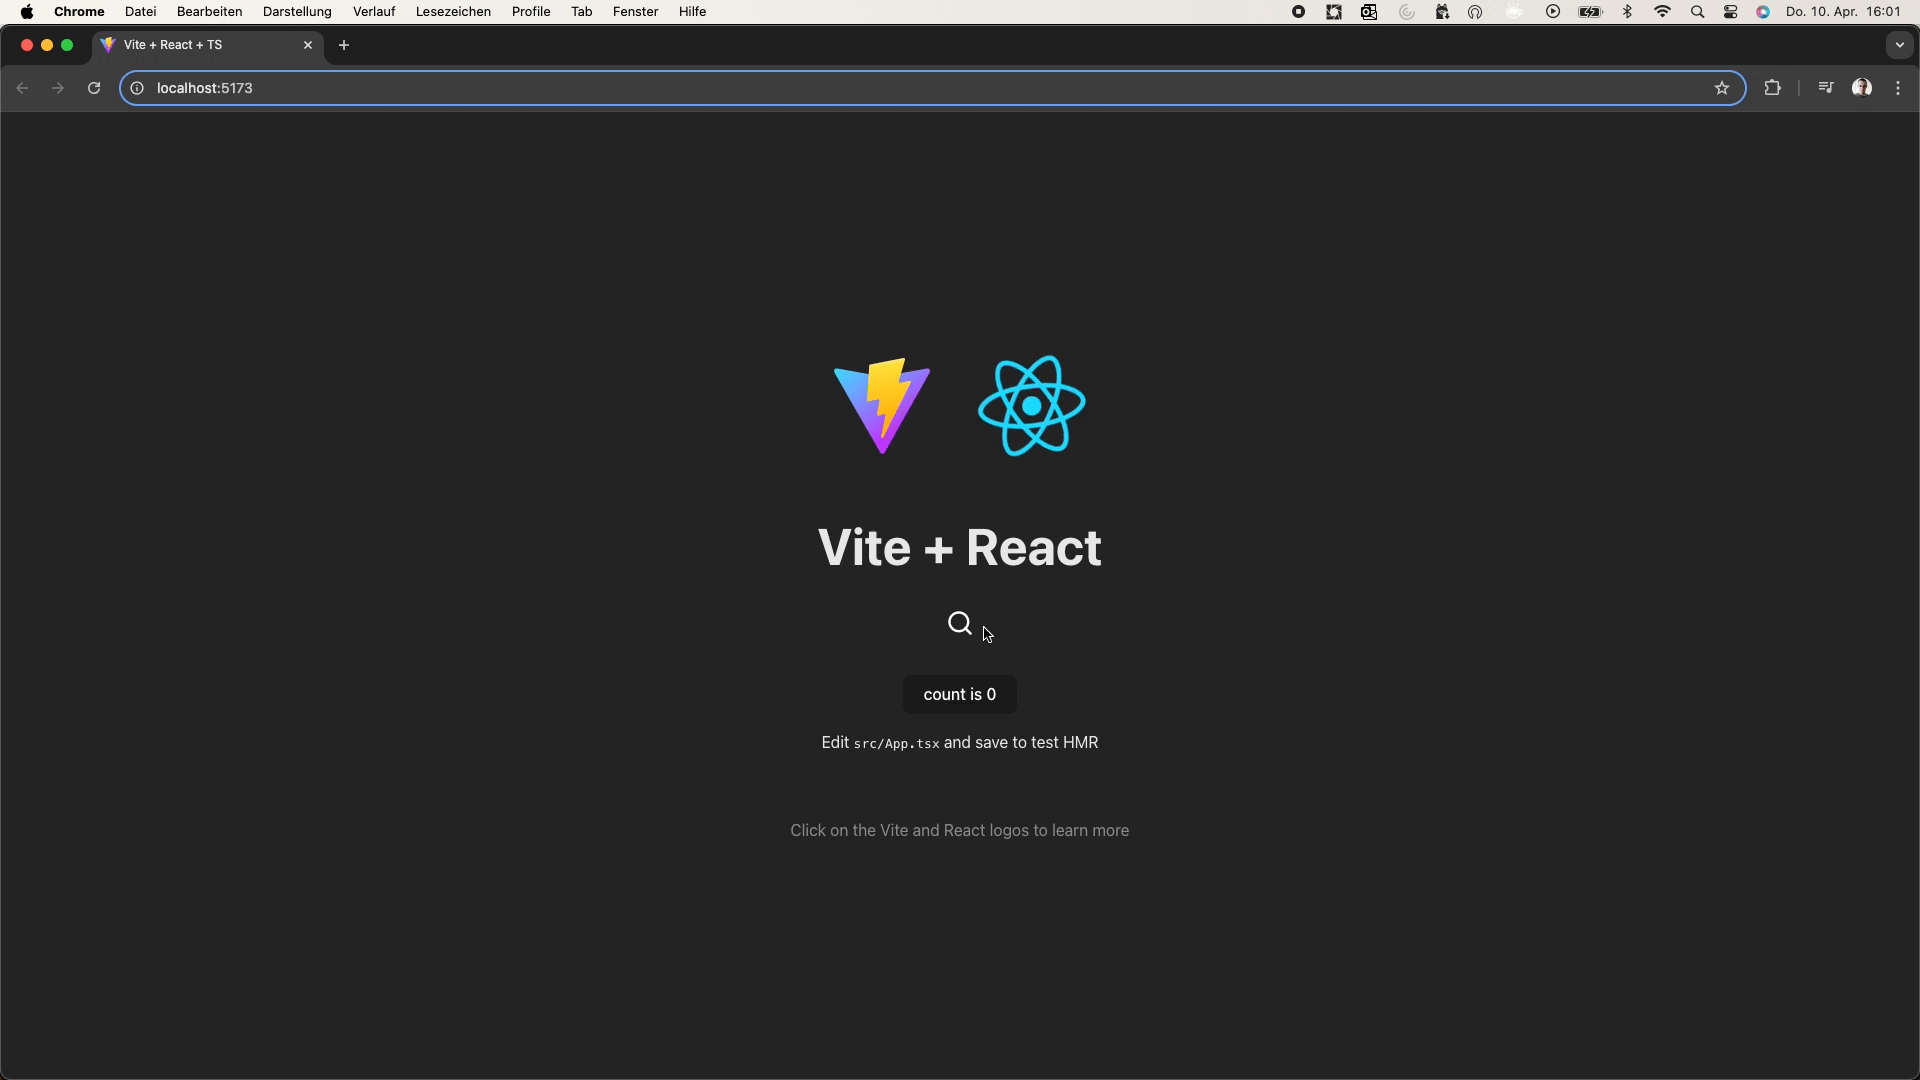 Chrome Datei Bearbeiten Darstellung Verlauf Lesezeichen Profile Tab Fenster Hilfe Do. 10. Apr. 16:01
Vite + React + TS
localhost:5173
Vite + React
count is 0
Edit src/App.tsx and save to test HMR
Click on the Vite and React logos to learn more